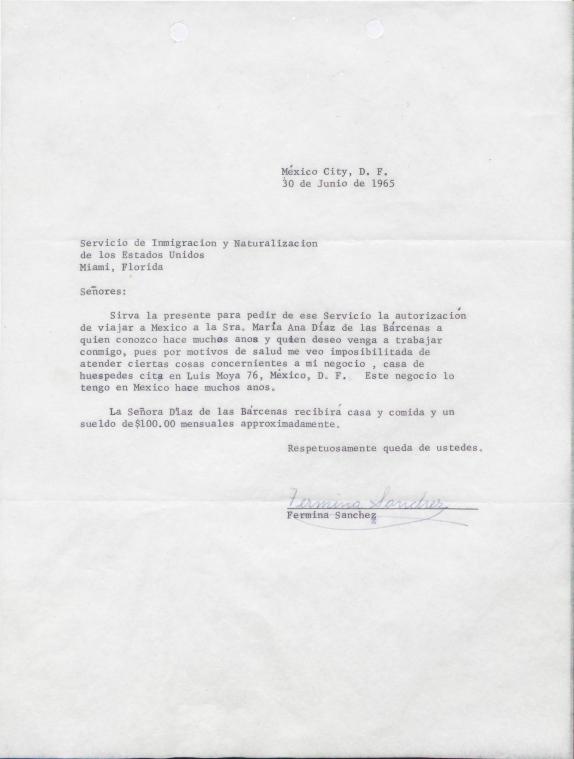 México City, D. F.
30 de Junio de 1965
Servicio de Inmigracion y Naturalizacion
de los Estados Unidos
Miami, Florida
Señores:
Sirva la presente para pedir de ese Servicio la autorización
de viajar a Mexico a la Sra. María Ana Díaz de las Bárcenas a
quien conozco hace muchos anos y quien deseo venga a trabajar
conmigo, pues por motivos de salud me veo imposibilitada de
atender ciertas cosas concernientes a mi negocio , casa de
huespedes cita en Luis Moya 76, México, D. F. Este negocio lo
tengo en Mexico hace muchos anos.
La Señora Díaz de las Bárcenas recibirá casa y comida y un
sueldo de$100.00 mensuales approximadamente.
Respetuosamente queda de ustedes.
Fermina Sanchez
Fermina Sanchez